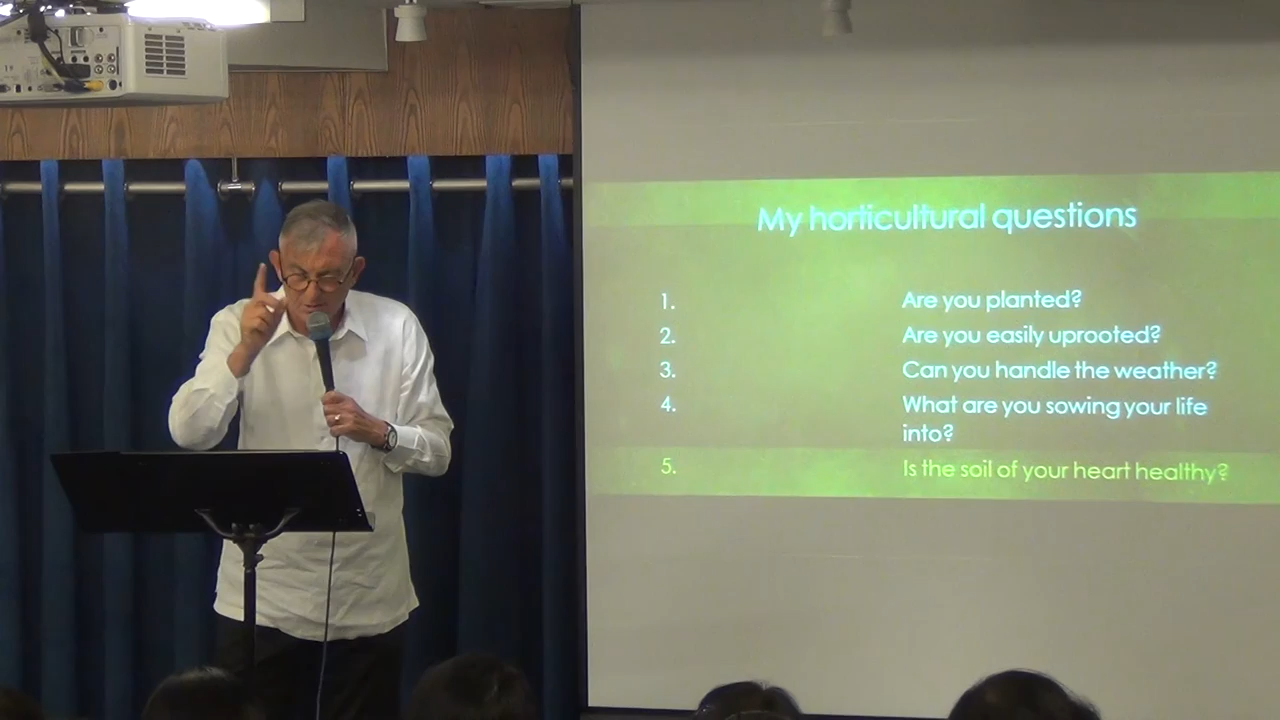 My horticultural questions
1. Are you planted?
2. Are you easily uprooted?
3. Can you handle the weather?
4. What are you sowing your life
into?
5. Is the soil of your heart healthy?